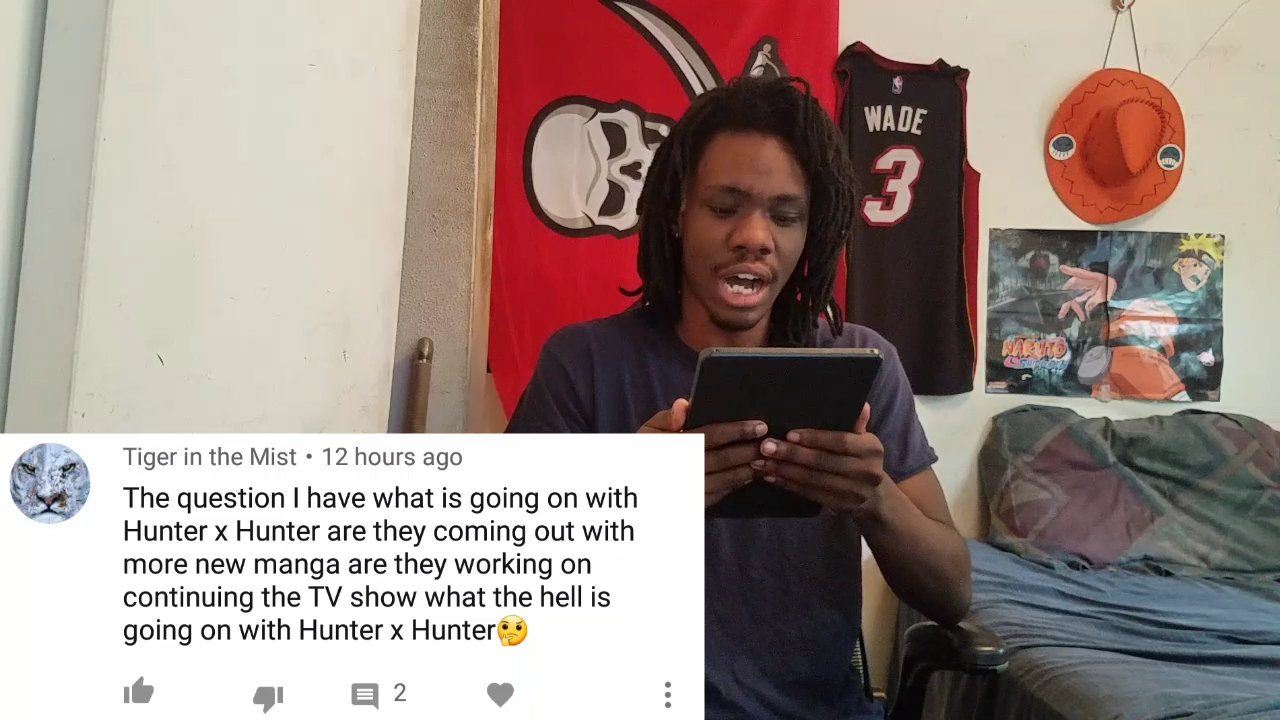 WADE
3
NARUTO
Tiger in the Mist • 12 hours ago
The question I have what is going on with
Hunter x Hunter are they coming out with
more new manga are they working on
continuing the TV show what the hell is
going on with Hunter x Hunter🤔
2